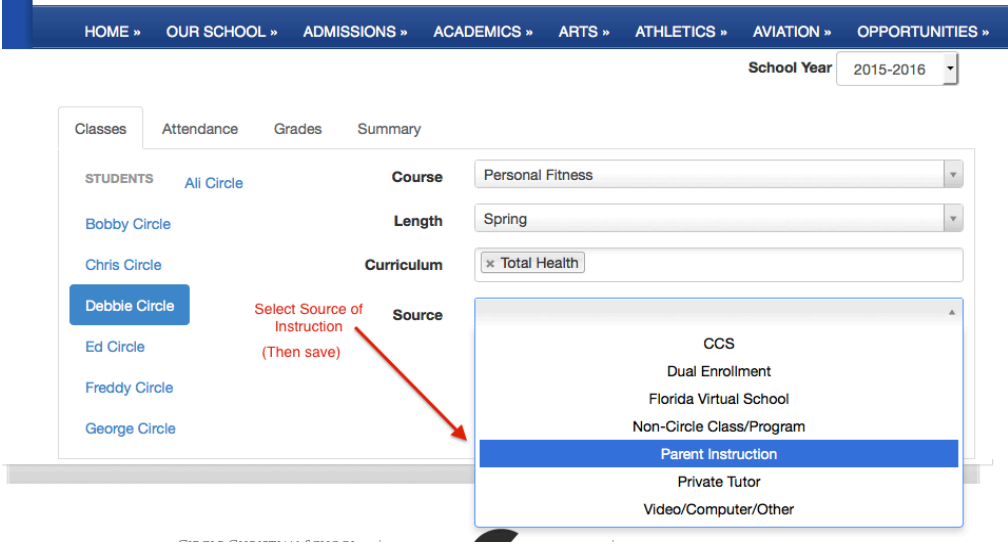 HOME » OUR SCHOOL » ADMISSIONS » ACADEMICS » ARTS » ATHLETICS » AVIATION » OPPORTUNITIES »
School Year 2015-2016
Classes Attendance Grades Summary
STUDENTS Ali Circle
Bobby Circle
Chris Circle
Debbie Circle
Ed Circle
Freddy Circle
George Circle
Course Personal Fitness
Length Spring
Curriculum × Total Health
Select Source of
Instruction
(Then save)
Source
CCS
Dual Enrollment
Florida Virtual School
Non-Circle Class/Program
Parent Instruction
Private Tutor
Video/Computer/Other